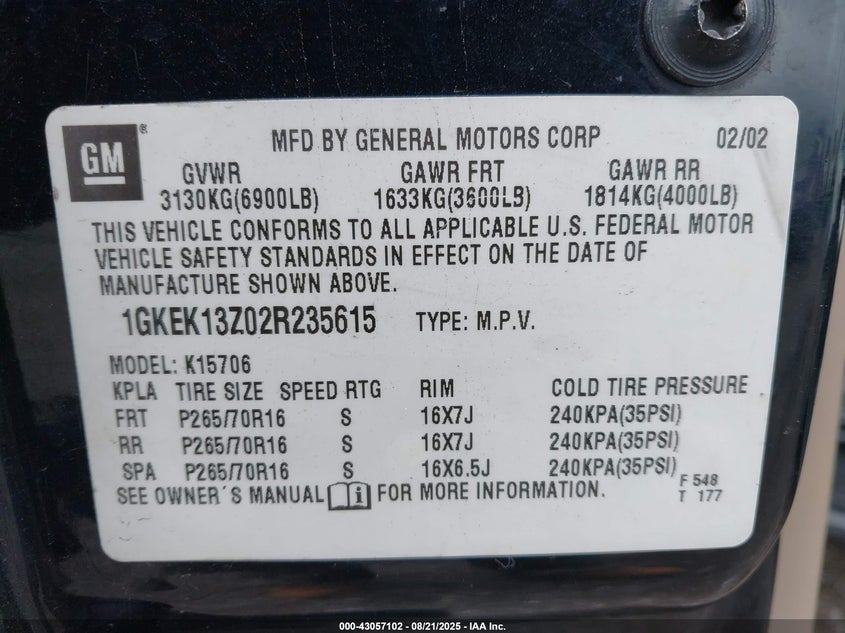 GM ®
MFD BY GENERAL MOTORS CORP 02/02
GVWR GAWR FRT GAWR RR
3130KG(6900LB) 1633KG(3600LB) 1814KG(4000LB)
THIS VEHICLE CONFORMS TO ALL APPLICABLE U.S. FEDERAL MOTOR
VEHICLE SAFETY STANDARDS IN EFFECT ON THE DATE OF
MANUFACTURE SHOWN ABOVE.
1GKEK13Z02R235615 TYPE: M.P.V.
MODEL: K15706
KPLA TIRE SIZE SPEED RTG RIM COLD TIRE PRESSURE
FRT P265/70R16 S 16X7J 240KPA(35PSI)
RR P265/70R16 S 16X7J 240KPA(35PSI)
SPA P265/70R16 S 16X6.5J 240KPA(35PSI)
SEE OWNER´S MANUAL i FOR MORE INFORMATION.
F 548
T 177
000-43057102 - 08/21/2025 - IAA Inc.